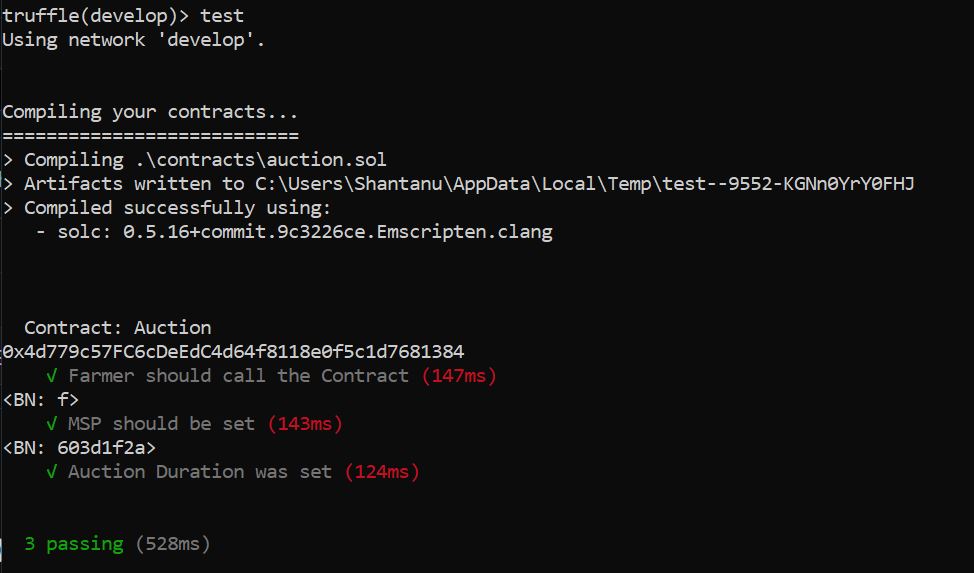 truffle(develop)> test
Using network 'develop'.
Compiling your contracts...
===========================
> Compiling .\contracts\auction.sol
> Artifacts written to C:\Users\Shantanu\AppData\Local\Temp\test--9552-KGNn0YrY0FHJ
> Compiled successfully using:
- solc: 0.5.16+commit.9c3226ce.Emscripten.clang
Contract: Auction
0x4d779c57FC6cDeEdC4d64f8118e0f5c1d7681384
√ Farmer should call the Contract (147ms)
<BN: f>
√ MSP should be set (143ms)
<BN: 603d1f2a>
√ Auction Duration was set (124ms)
3 passing (528ms)